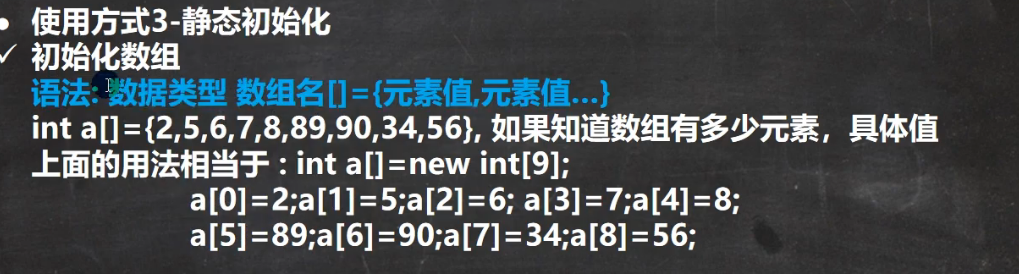 • 使用方式3-静态初始化
✓ 初始化数组
语法: 数据类型 数组名[]={元素值,元素值...}
int a[]={2,5,6,7,8,89,90,34,56}, 如果知道数组有多少元素，具体值
上面的用法相当于 : int a[]=new int[9];
a[0]=2;a[1]=5;a[2]=6; a[3]=7;a[4]=8;
a[5]=89;a[6]=90;a[7]=34;a[8]=56;